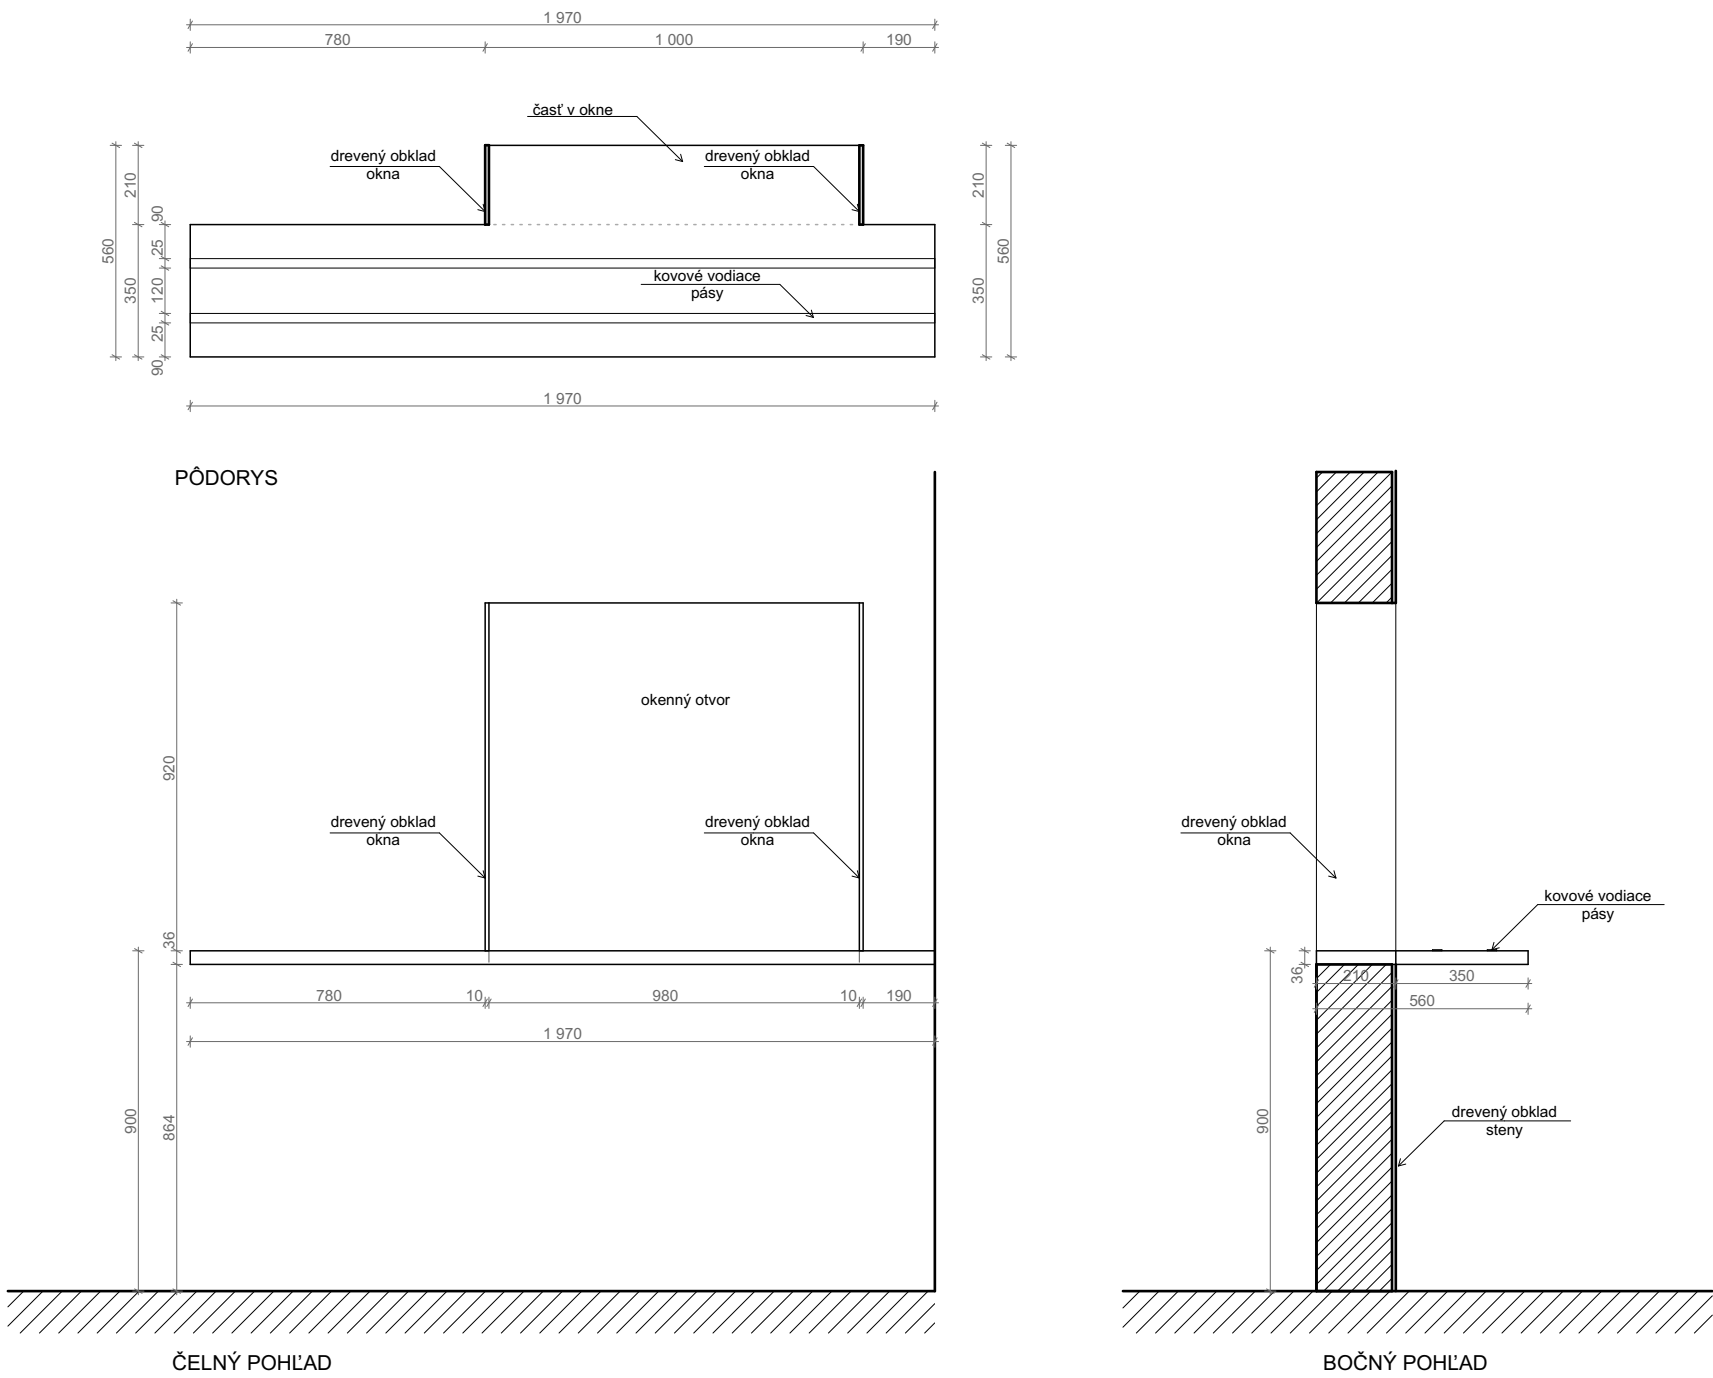 1 970
780
1 000
190
časť v okne
drevený obklad
okna
drevený obklad
okna
560
210
350
90
25
120
25
90
210
350
560
kovové vodiace
pásy
1 970
PÔDORYS
920
36
okenný otvor
drevený obklad
okna
drevený obklad
okna
780
10
980
10
190
1 970
900
864
ČELNÝ POHĽAD
drevený obklad
okna
kovové vodiace
pásy
36
210
350
560
900
drevený obklad
steny
BOČNÝ POHĽAD